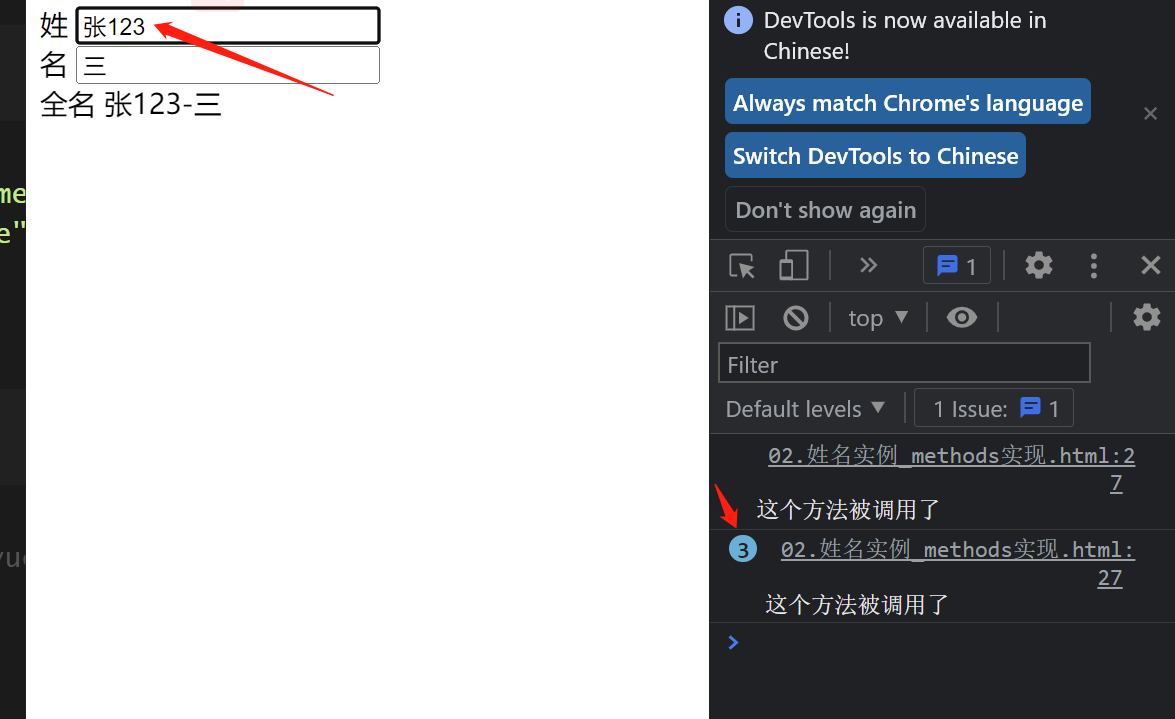 姓 张123
名 三
全名 张123-三
me
e"
DevTools is now available in
Chinese!
Always match Chrome's language
Switch DevTools to Chinese
Don't show again
1
top
Filter
Default levels
1 Issue: 1
02.姓名实例_methods实现.html:2
7
这个方法被调用了
3 02.姓名实例_methods实现.html:
27
这个方法被调用了